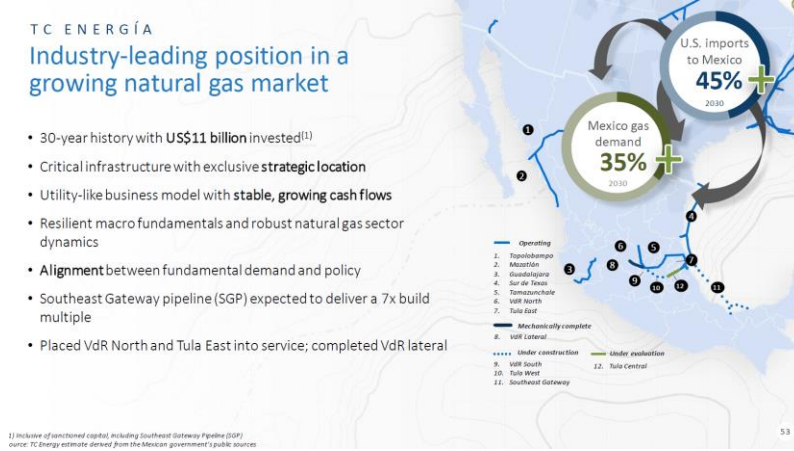 TC ENERGÍA
Industry-leading position in a
growing natural gas market
• 30-year history with US$11 billion invested(1)
• Critical infrastructure with exclusive strategic location
• Utility-like business model with stable, growing cash flows
• Resilient macro fundamentals and robust natural gas sector
dynamics
• Alignment between fundamental demand and policy
• Southeast Gateway pipeline (SGP) expected to deliver a 7x build
multiple
• Placed VdR North and Tula East into service; completed VdR lateral
U.S. imports
to Mexico
45%
2030
Mexico gas
demand
35%
2030
1
2
3
4
5
6
7
8
9
10
12
11
Operating
1. Topolobampo
2. Mazatlán
3. Guadalajara
4. Sur de Texas
5. Tamazunchale
6. VdR North
7. Tula East
Mechanically complete
8. VdR Lateral
Under construction
9. VdR South
10. Tula West
11. Southeast Gateway
Under evaluation
12. Tula Central
1) Inclusive of sanctioned capital, including Southeast Gateway Pipeline (SGP)
ource: TC Energy estimate derived from the Mexican government's public sources
53